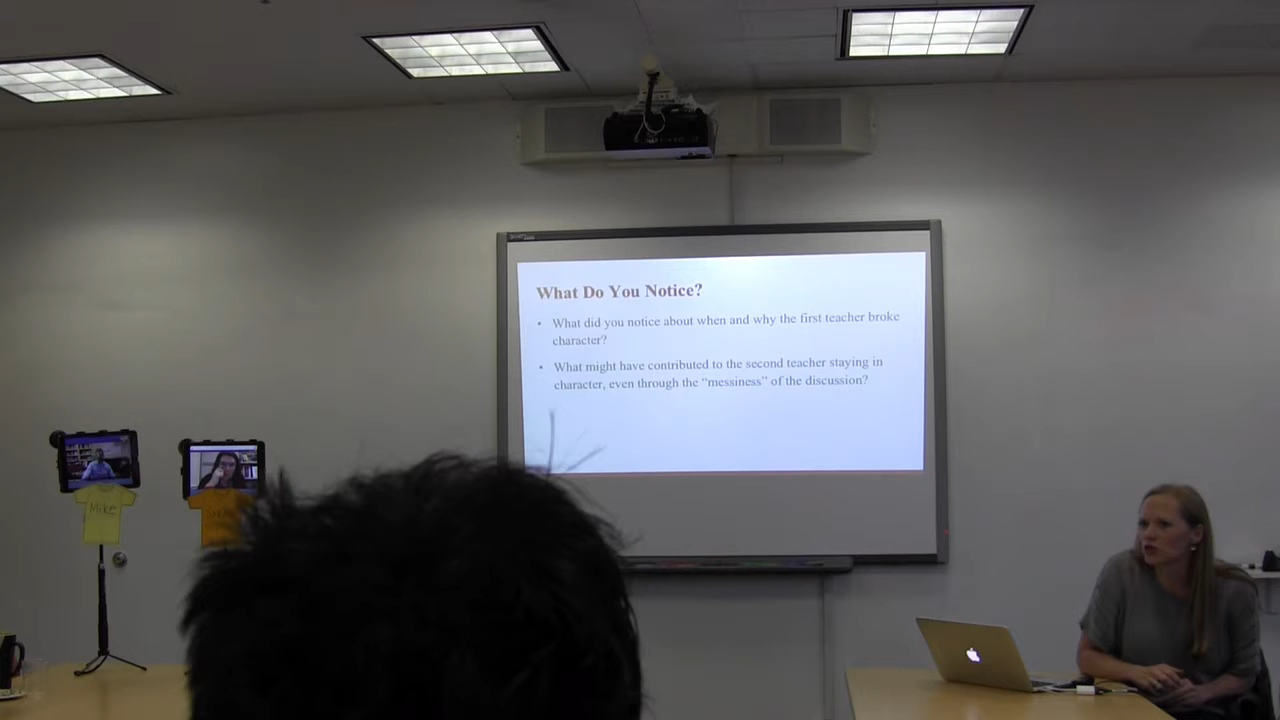 What Do You Notice?
• What did you notice about when and why the first teacher broke
character?
• What might have contributed to the second teacher staying in
character, even through the “messiness” of the discussion?
Mike